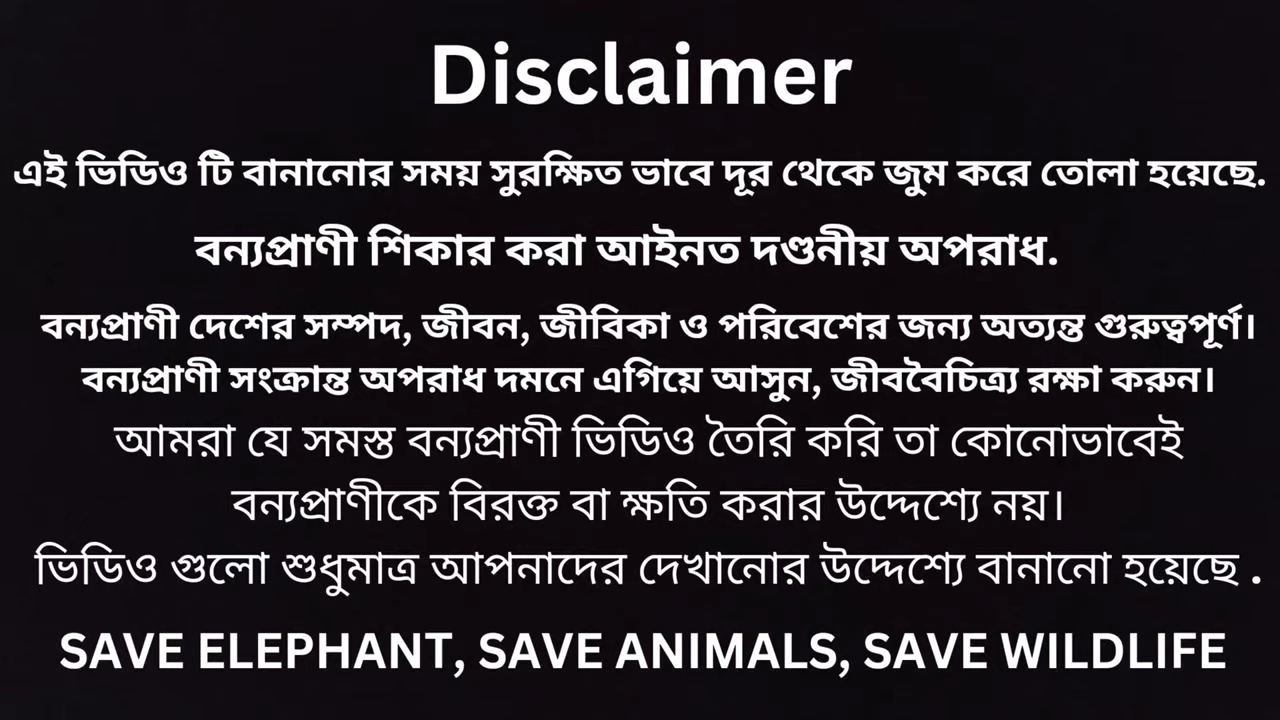 Disclaimer
এই ভিডিও টি বানানোর সময় সুরক্ষিত ভাবে দূর থেকে জুম করে তোলা হয়েছে.
বন্যপ্রাণী শিকার করা আইনত দণ্ডনীয় অপরাধ.
বন্যপ্রাণী দেশের সম্পদ, জীবন, জীবিকা ও পরিবেশের জন্য অত্যন্ত গুরুত্বপূর্ণ।
বন্যপ্রাণী সংক্রান্ত অপরাধ দমনে এগিয়ে আসুন, জীববৈচিত্র্য রক্ষা করুন।
আমরা যে সমস্ত বন্যপ্রাণী ভিডিও তৈরি করি তা কোনোভাবেই
বন্যপ্রাণীকে বিরক্ত বা ক্ষতি করার উদ্দেশ্যে নয়।
ভিডিও গুলো শুধুমাত্র আপনাদের দেখানোর উদ্দেশ্যে বানানো হয়েছে .
SAVE ELEPHANT, SAVE ANIMALS, SAVE WILDLIFE